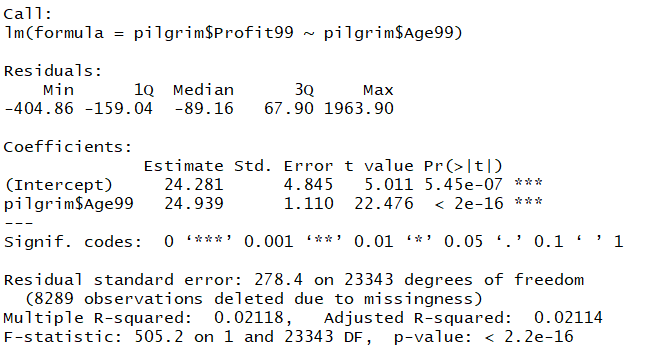 Call:
lm(formula = pilgrim$Profit99 ~ pilgrim$Age99)
Residuals:
    Min      1Q  Median      3Q     Max
-404.86 -159.04  -89.16   67.90 1963.90
Coefficients:
              Estimate Std. Error t value Pr(>|t|)
(Intercept)     24.281      4.845   5.011 5.45e-07 ***
pilgrim$Age99   24.939      1.110  22.476  < 2e-16 ***
---
Signif. codes:  0 ‘***’ 0.001 ‘**’ 0.01 ‘*’ 0.05 ‘.’ 0.1 ‘ ’ 1
Residual standard error: 278.4 on 23343 degrees of freedom
  (8289 observations deleted due to missingness)
Multiple R-squared:  0.02118,	Adjusted R-squared:  0.02114
F-statistic: 505.2 on 1 and 23343 DF,  p-value: < 2.2e-16